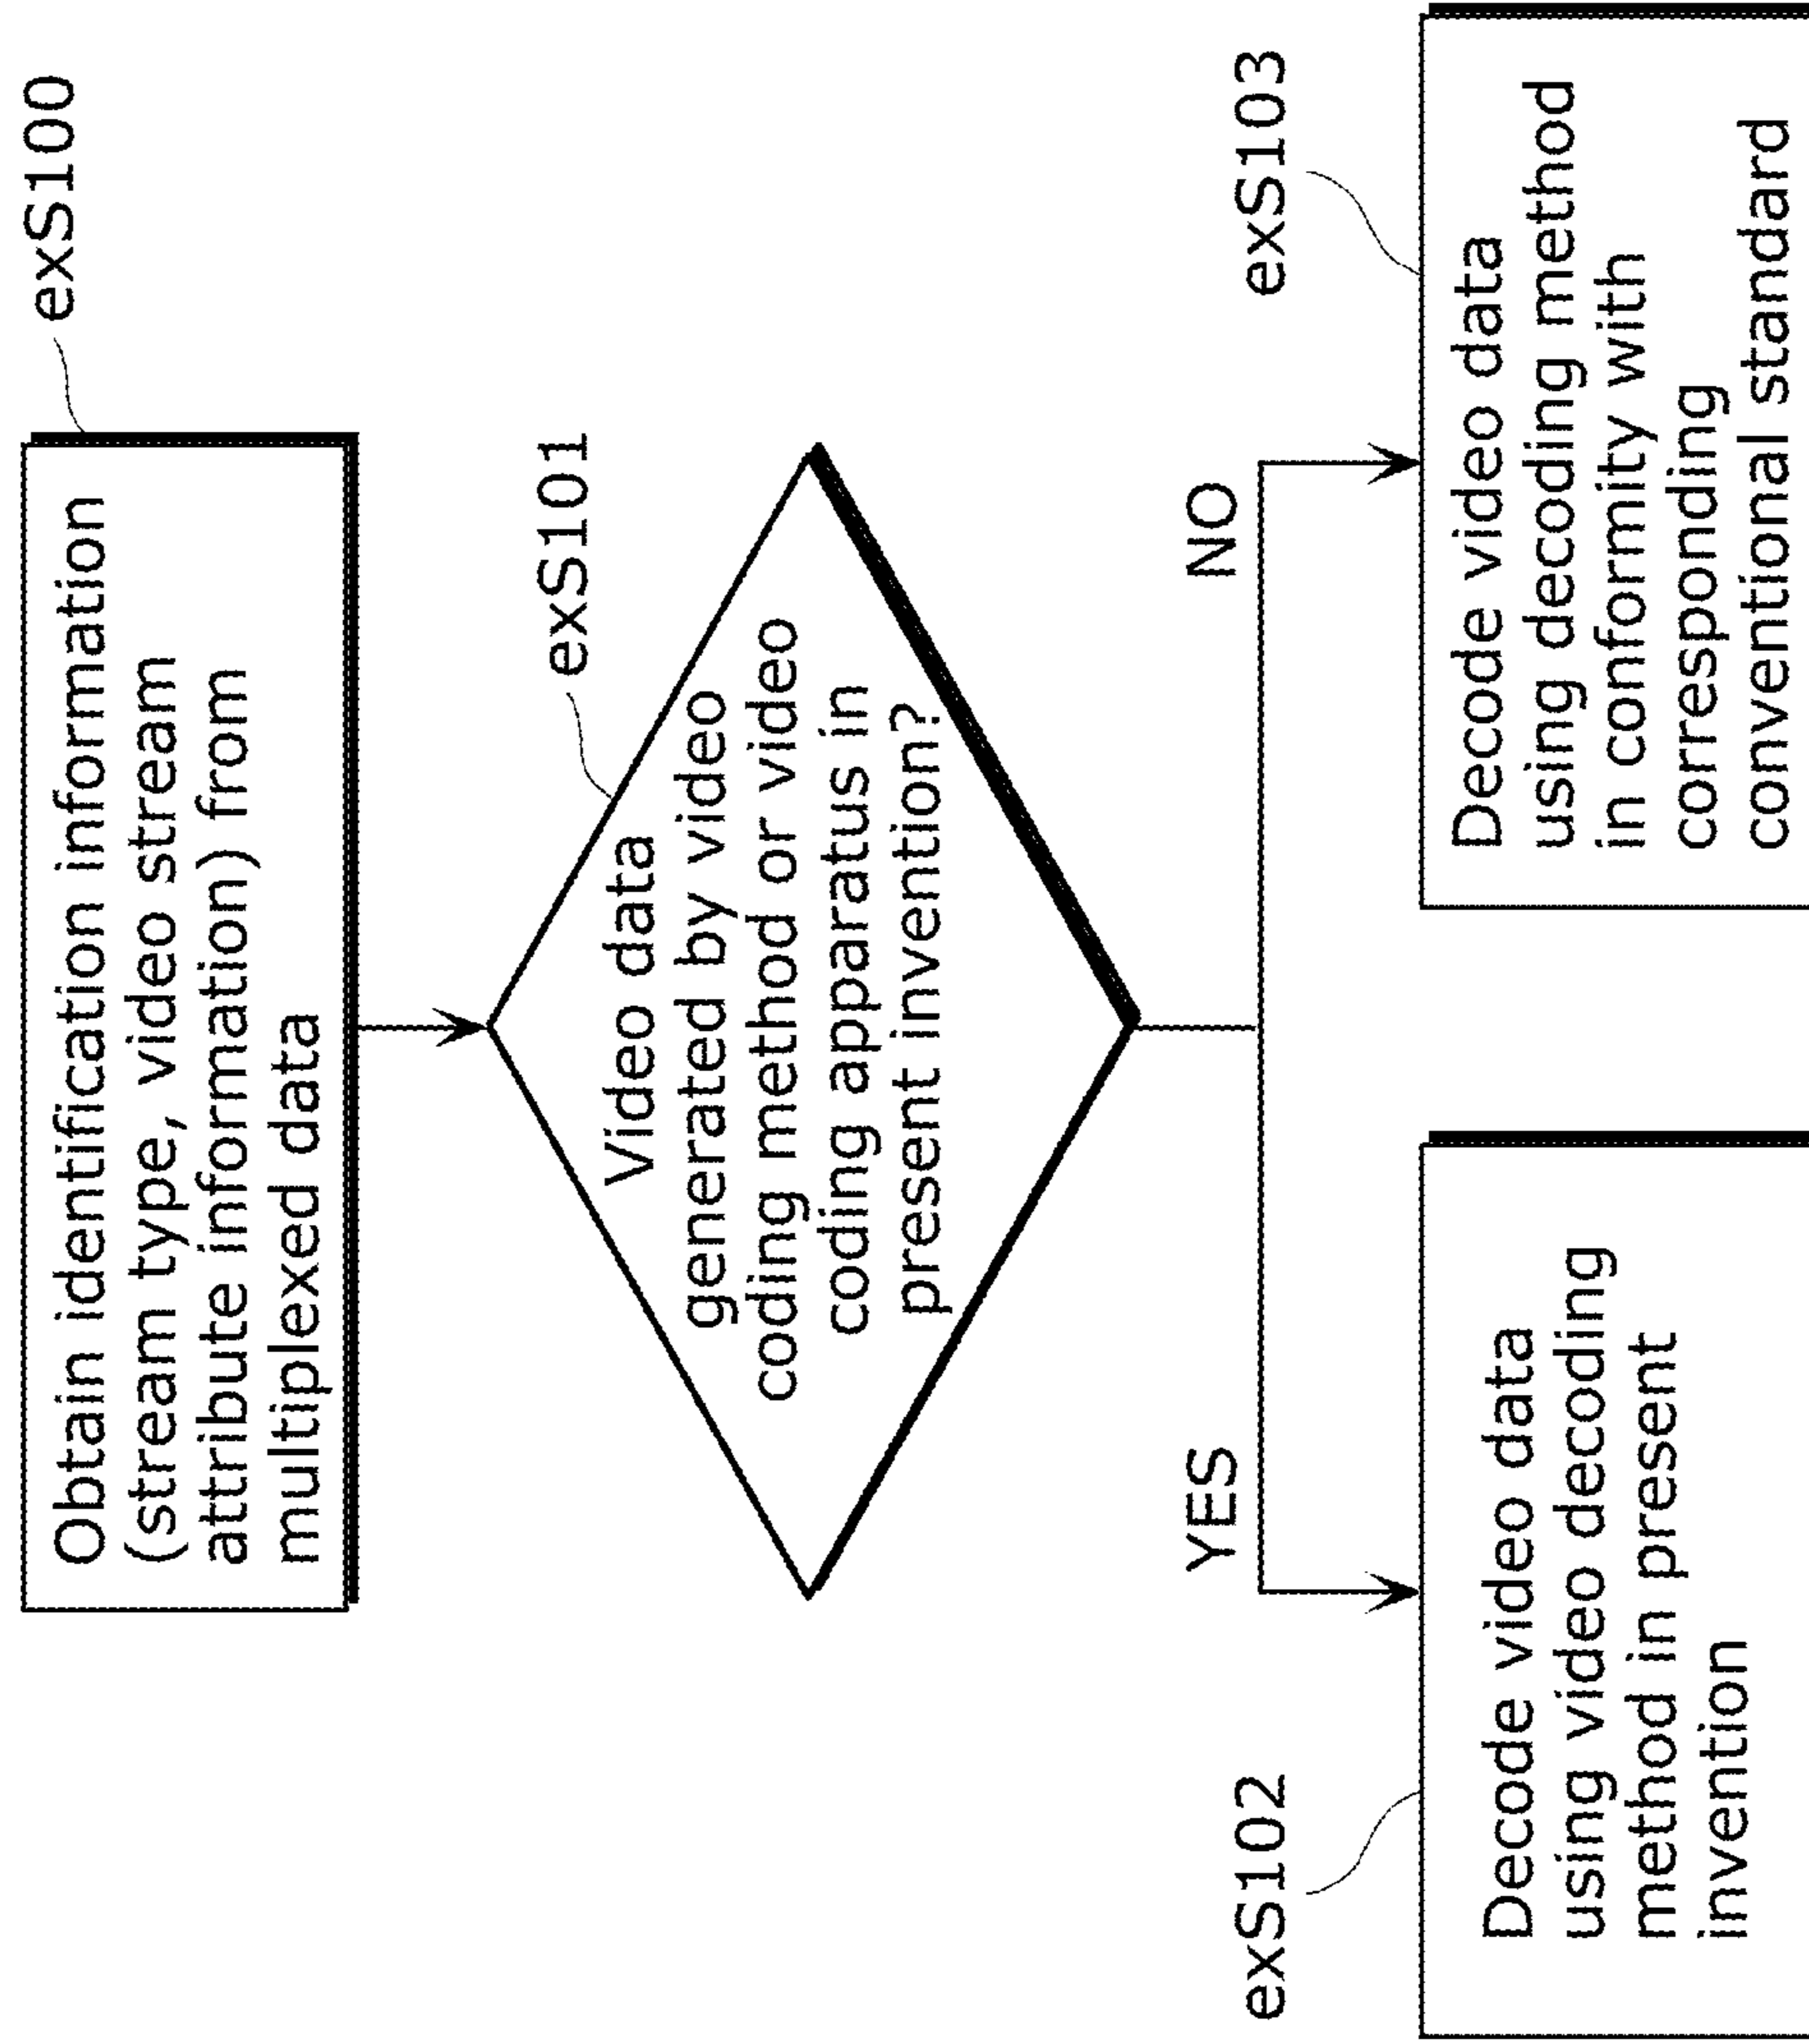 exS100
Obtain identification information
(stream type, video stream
attribute information) from
multiplexed data
exS101
Video data
generated by video
coding method or video
coding apparatus in
present invention?
YES
NO
exS102
Decode video data
using video decoding
method in present
invention
exS103
Decode video data
using decoding method
in conformity with
corresponding
conventional standard